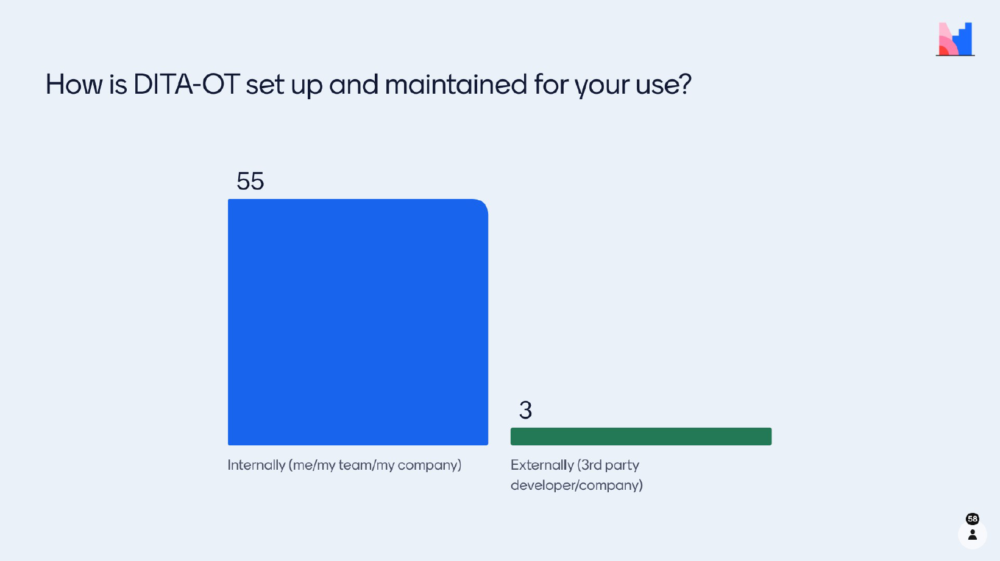 How is DITA-OT set up and maintained for your use?
55
3
Internally (me/my team/my company)
Externally (3rd party
developer/company)
58